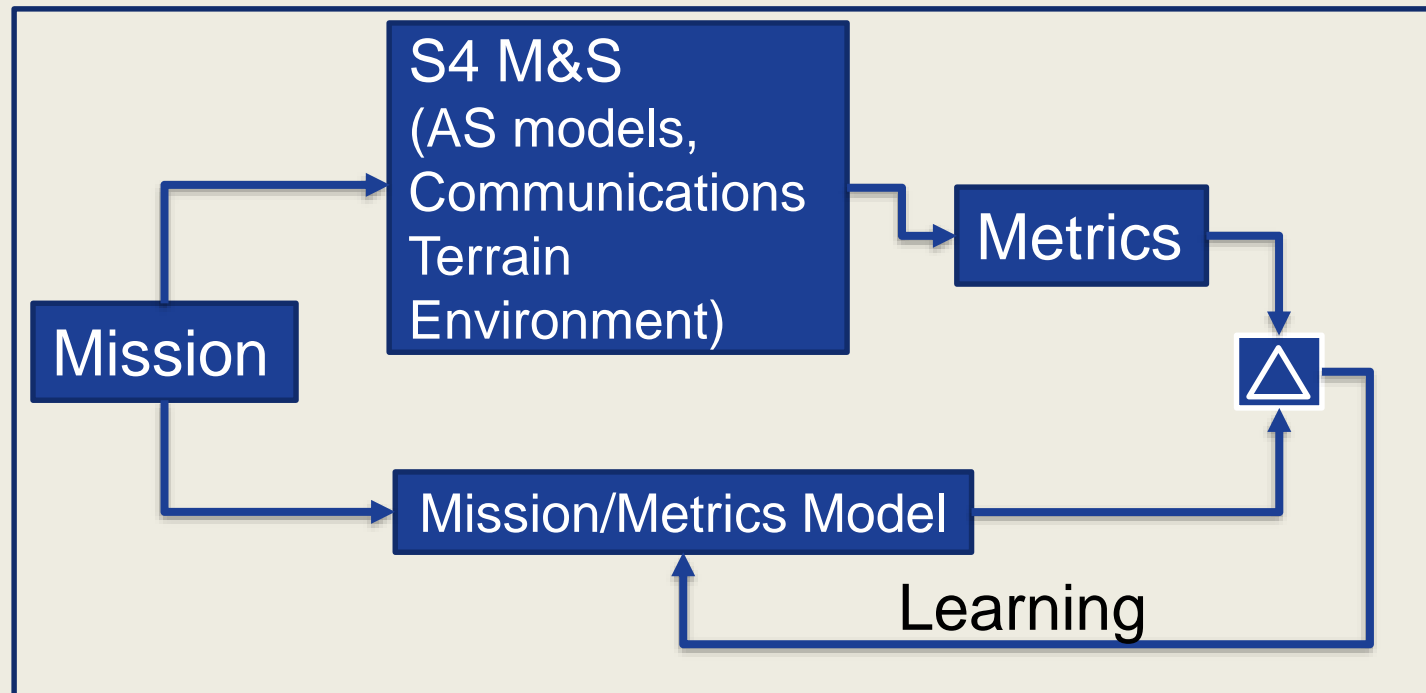 S4 M&S
(AS models,
Communications
Terrain
Environment)
Metrics
Mission
Mission/Metrics Model
Learning